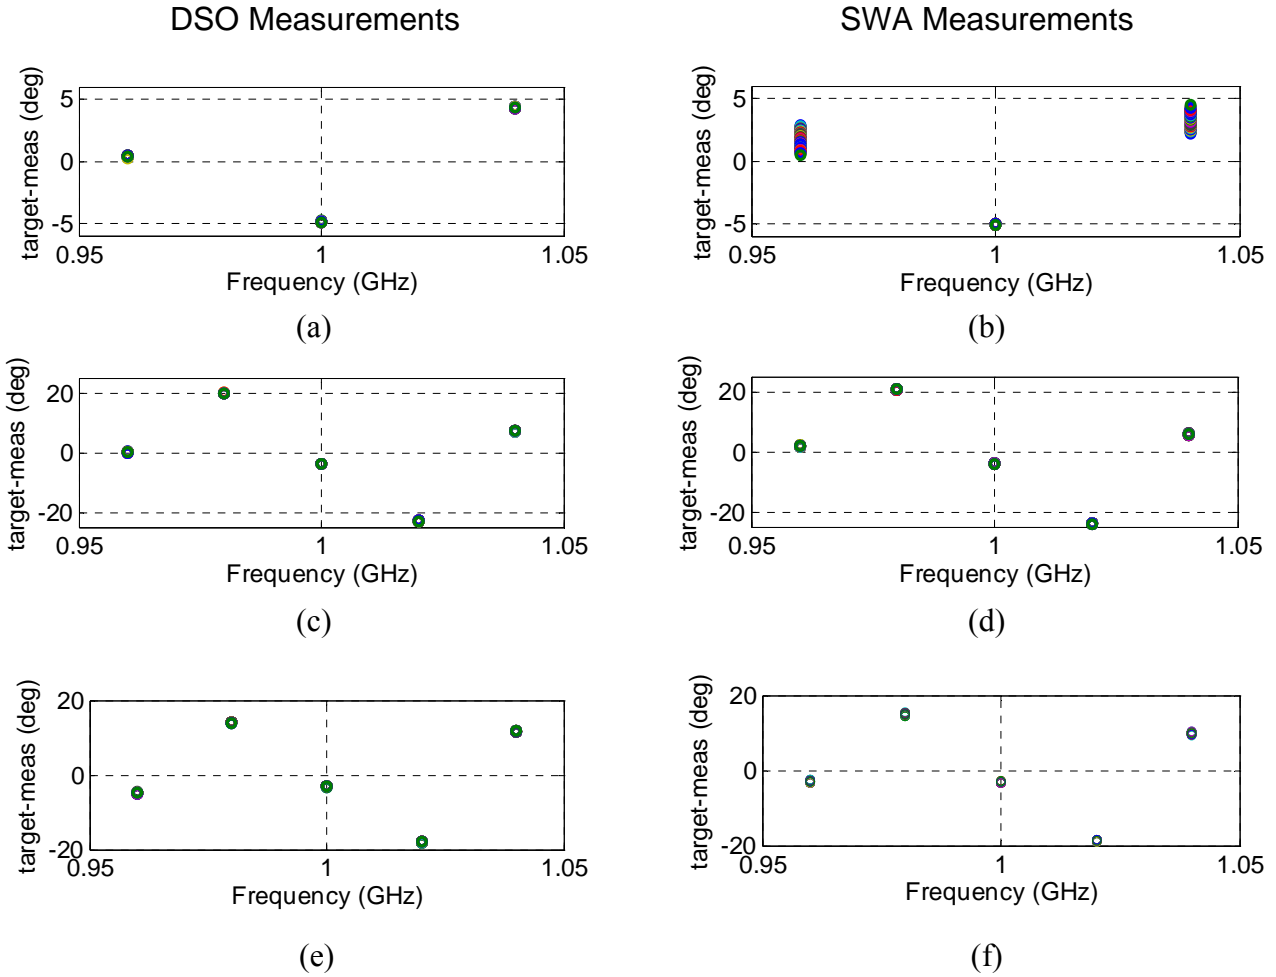 DSO Measurements
SWA Measurements
target-meas (deg)
5
0
-5
0.95
1
1.05
Frequency (GHz)
(a)
target-meas (deg)
5
0
-5
0.95
1
1.05
Frequency (GHz)
(b)
target-meas (deg)
20
0
-20
0.95
1
1.05
Frequency (GHz)
(c)
target-meas (deg)
20
0
-20
0.95
1
1.05
Frequency (GHz)
(d)
target-meas (deg)
20
0
-20
0.95
1
1.05
Frequency (GHz)
(e)
target-meas (deg)
20
0
-20
0.95
1
1.05
Frequency (GHz)
(f)